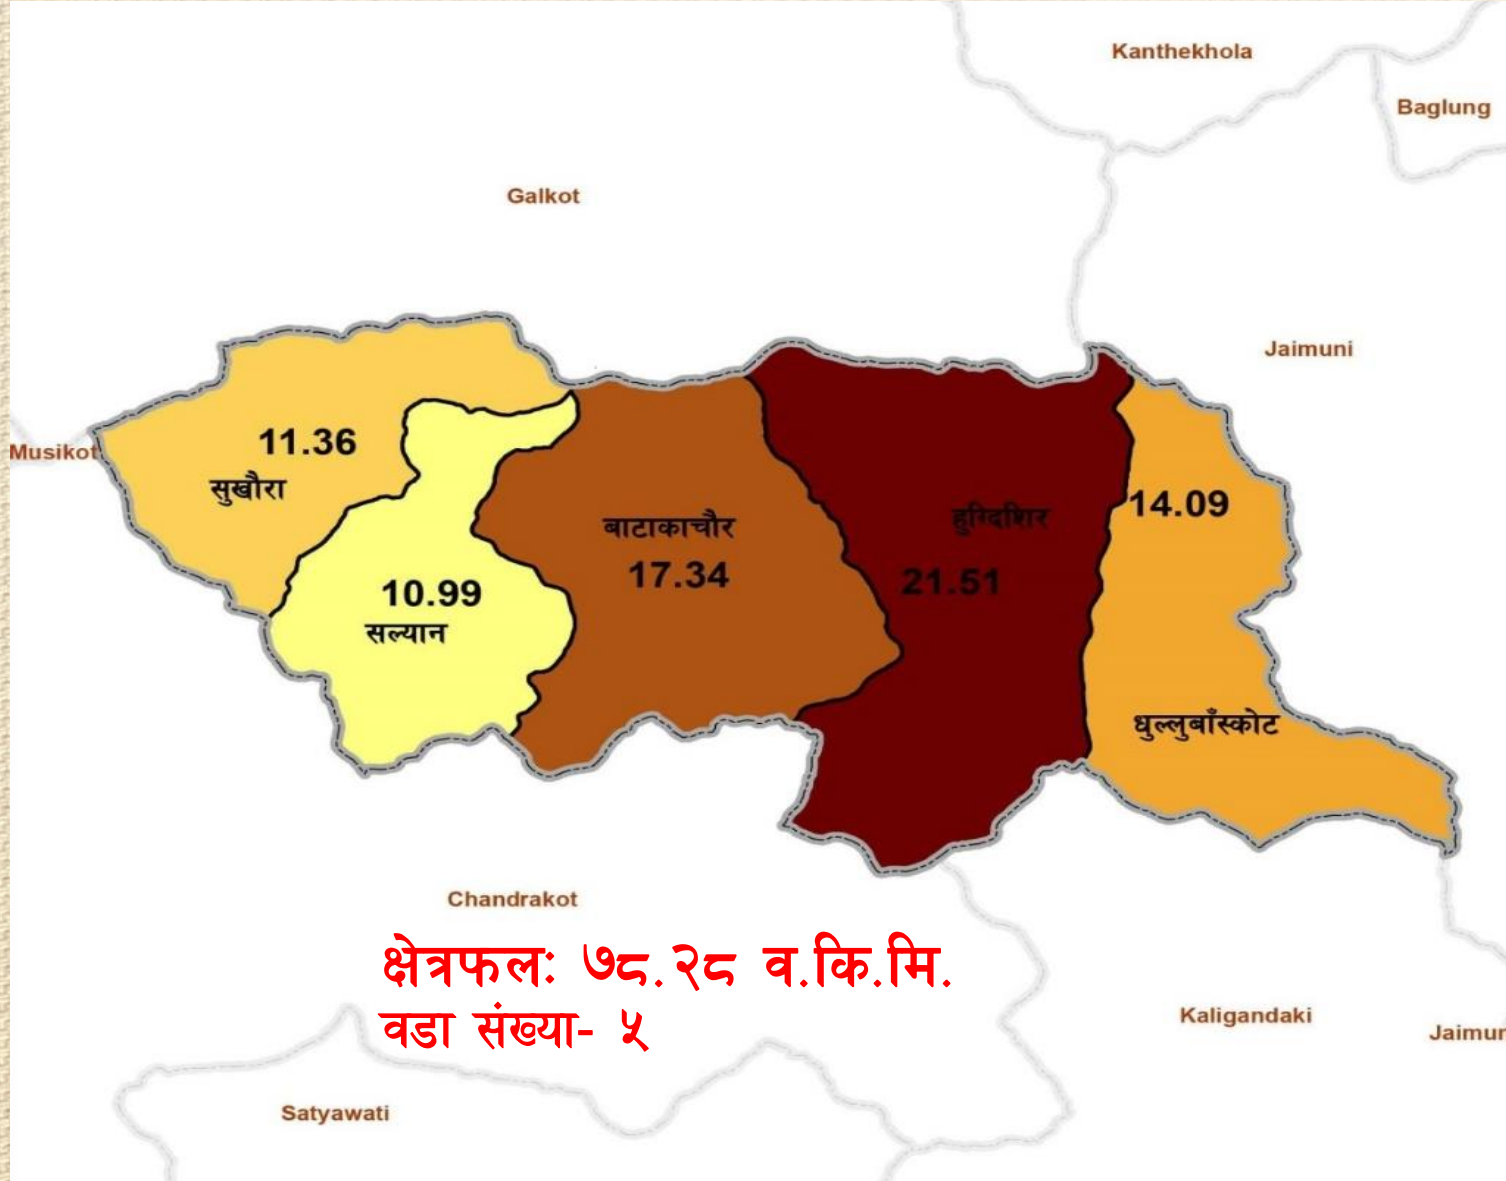 Kanthekhola
Baglung
Galkot
Jaimuni
Musikot
11.36
सुखौरा
बाटाकाचौर
17.34
हुग्दिशिर
21.51
14.09
10.99
सल्यान
धुल्लुबाँस्कोट
Chandrakot
क्षेत्रफलः ७८.२८ व.कि.मि.
वडा संख्या- ५
Kaligandaki
Jaimun
Satyawati